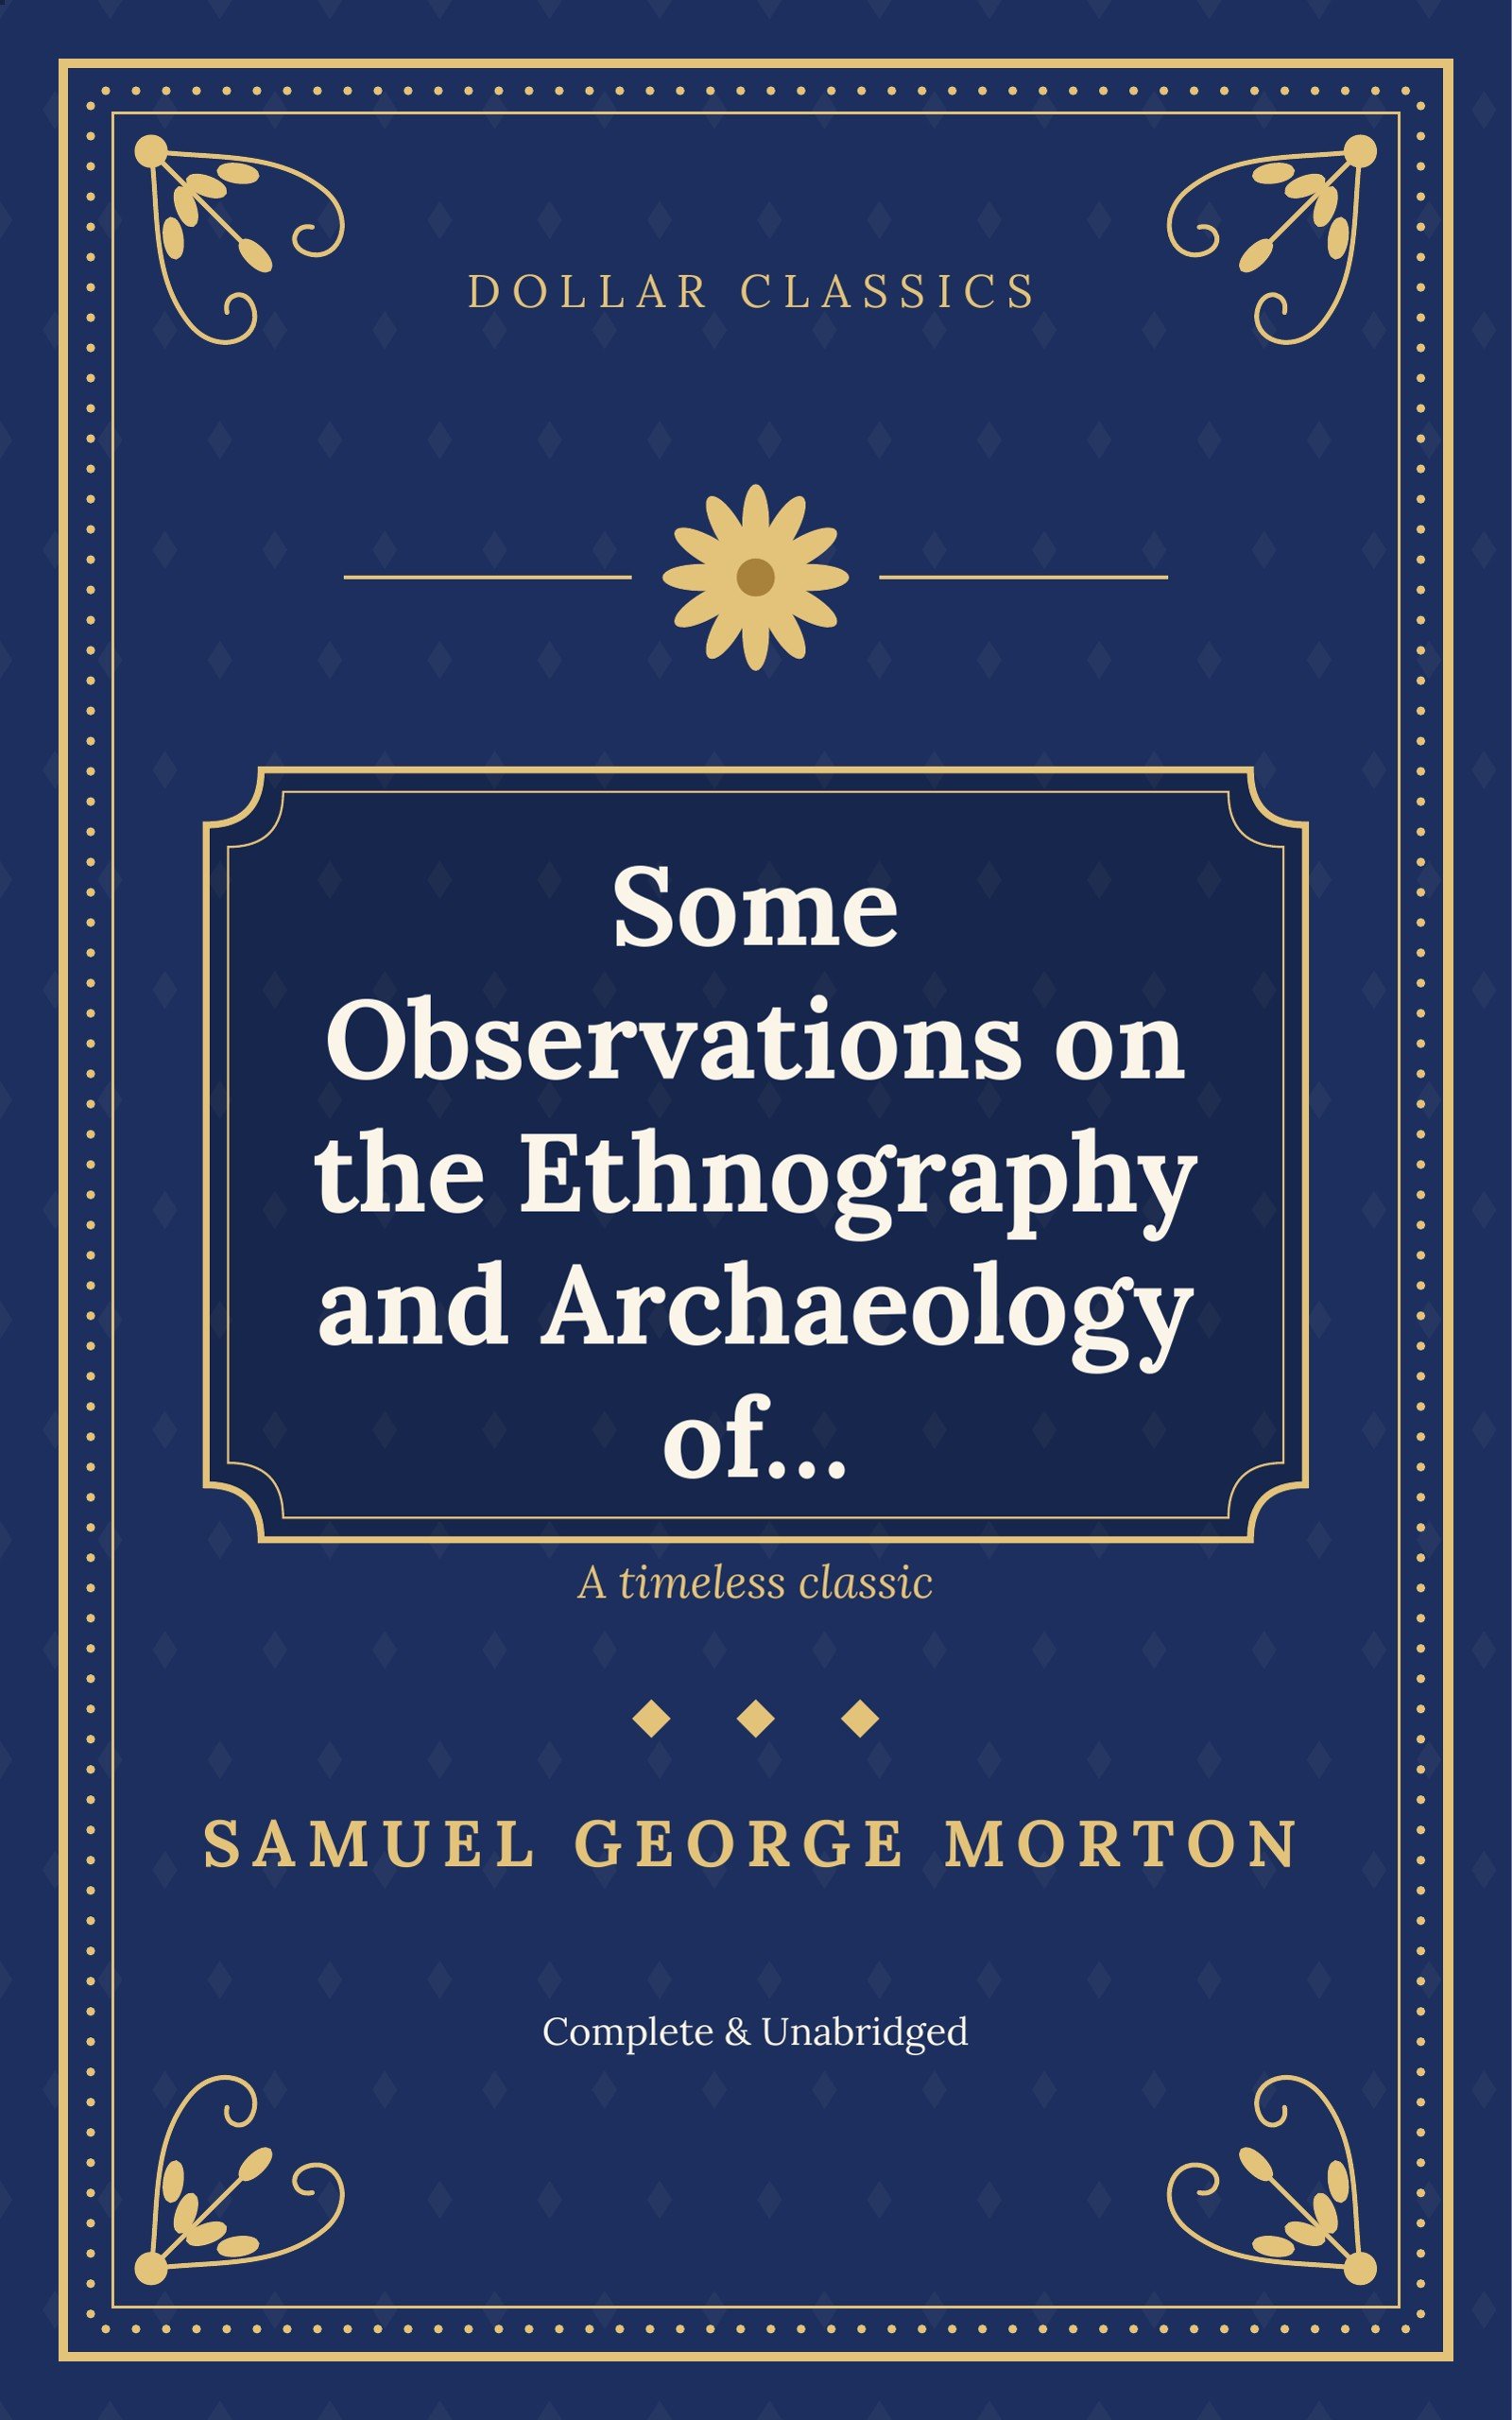 DOLLAR CLASSICS
Some
Observations on
the Ethnography
and Archaeology
of...
A timeless classic
SAMUEL GEORGE MORTON
Complete & Unabridged